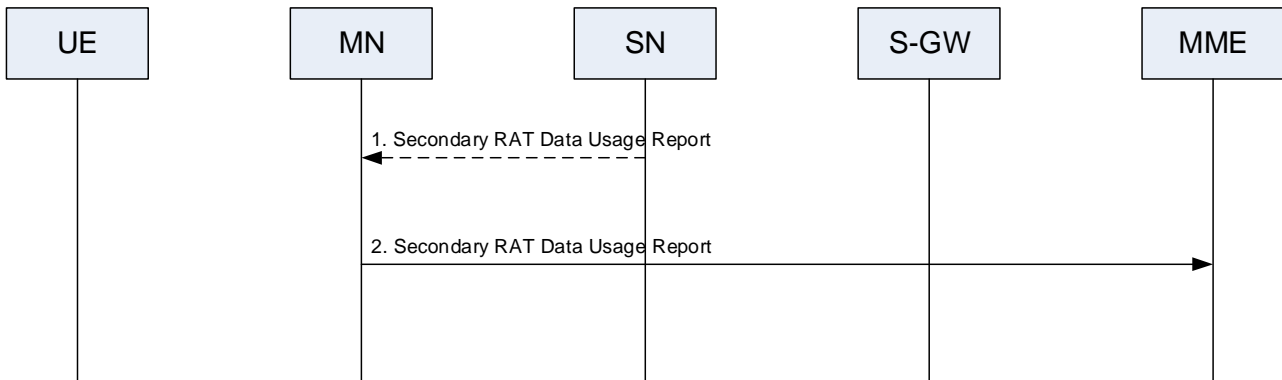 UE
MN
SN
S-GW
MME
1. Secondary RAT Data Usage Report
2. Secondary RAT Data Usage Report